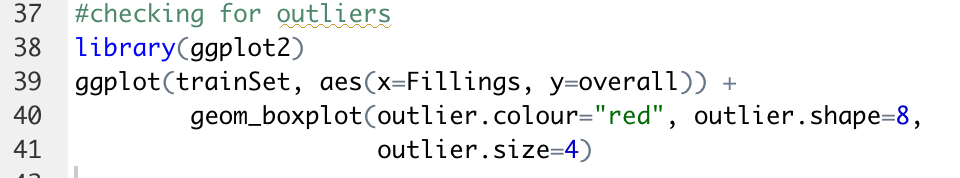 37 #checking for outliers
38 library(ggplot2)
39 ggplot(trainSet, aes(x=Fillings, y=overall)) +
40         geom_boxplot(outlier.colour="red", outlier.shape=8,
41                      outlier.size=4)